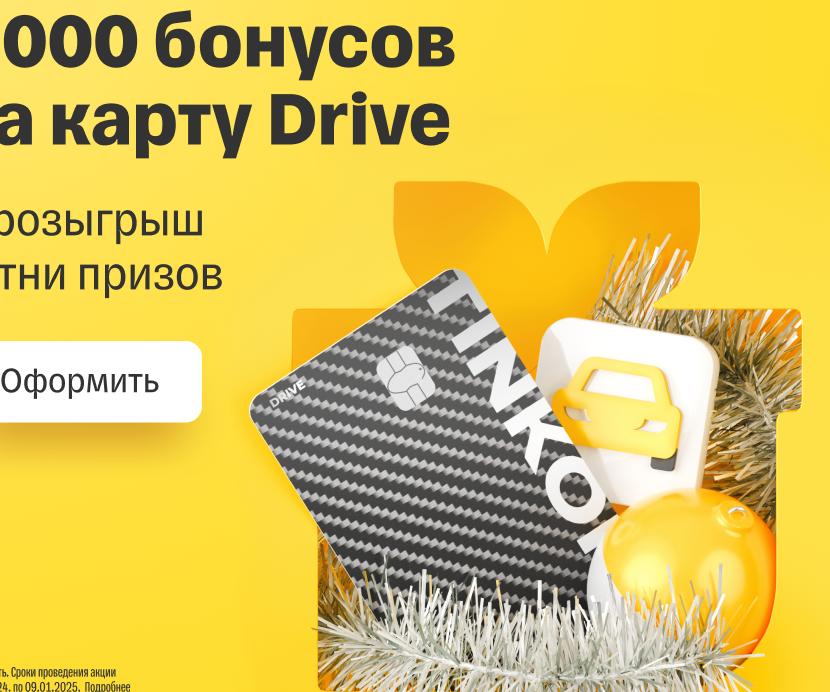 000 бонусов
а карту Drive
розыгрыш
тни призов
Оформить
DRIVE
TINKO
ть. Сроки проведения акции
24. по 09.01.2025. Подробнее